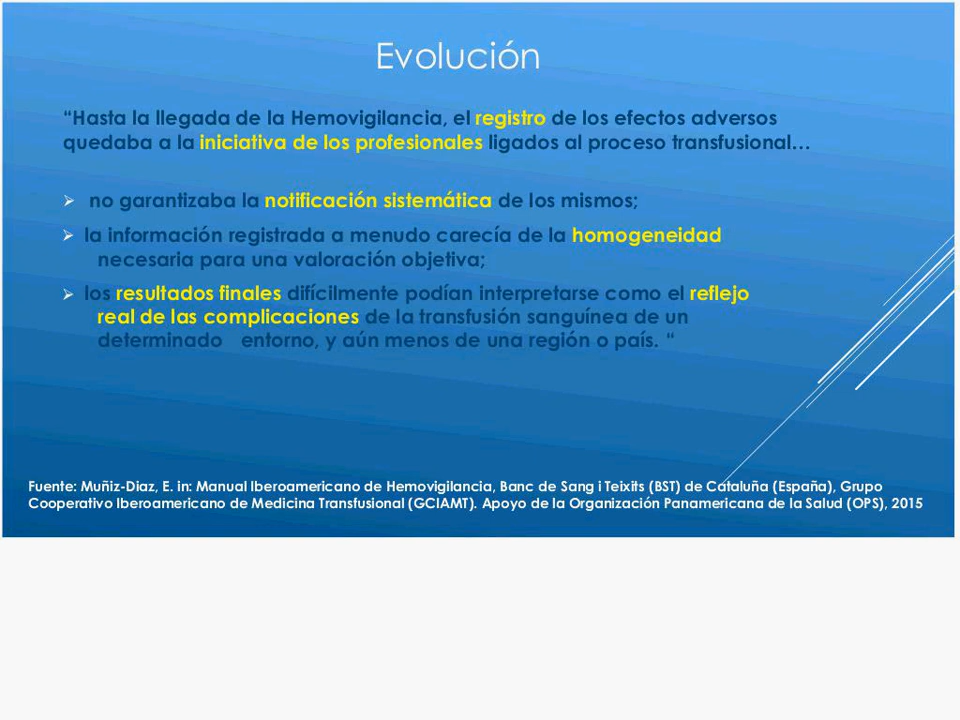 Evolución
“Hasta la llegada de la Hemovigilancia, el registro de los efectos adversos
quedaba a la iniciativa de los profesionales ligados al proceso transfusional…
no garantizaba la notificación sistemática de los mismos;
la información registrada a menudo carecía de la homogeneidad
necesaria para una valoración objetiva;
los resultados finales difícilmente podían interpretarse como el reflejo
real de las complicaciones de la transfusión sanguínea de un
determinado entorno, y aún menos de una región o país. “
Fuente: Muñiz-Diaz, E. in: Manual Iberoamericano de Hemovigilancia, Banc de Sang i Teixits (BST) de Cataluña (España), Grupo
Cooperativo Iberoamericano de Medicina Transfusional (GCIAMT). Apoyo de la Organización Panamericana de la Salud (OPS), 2015